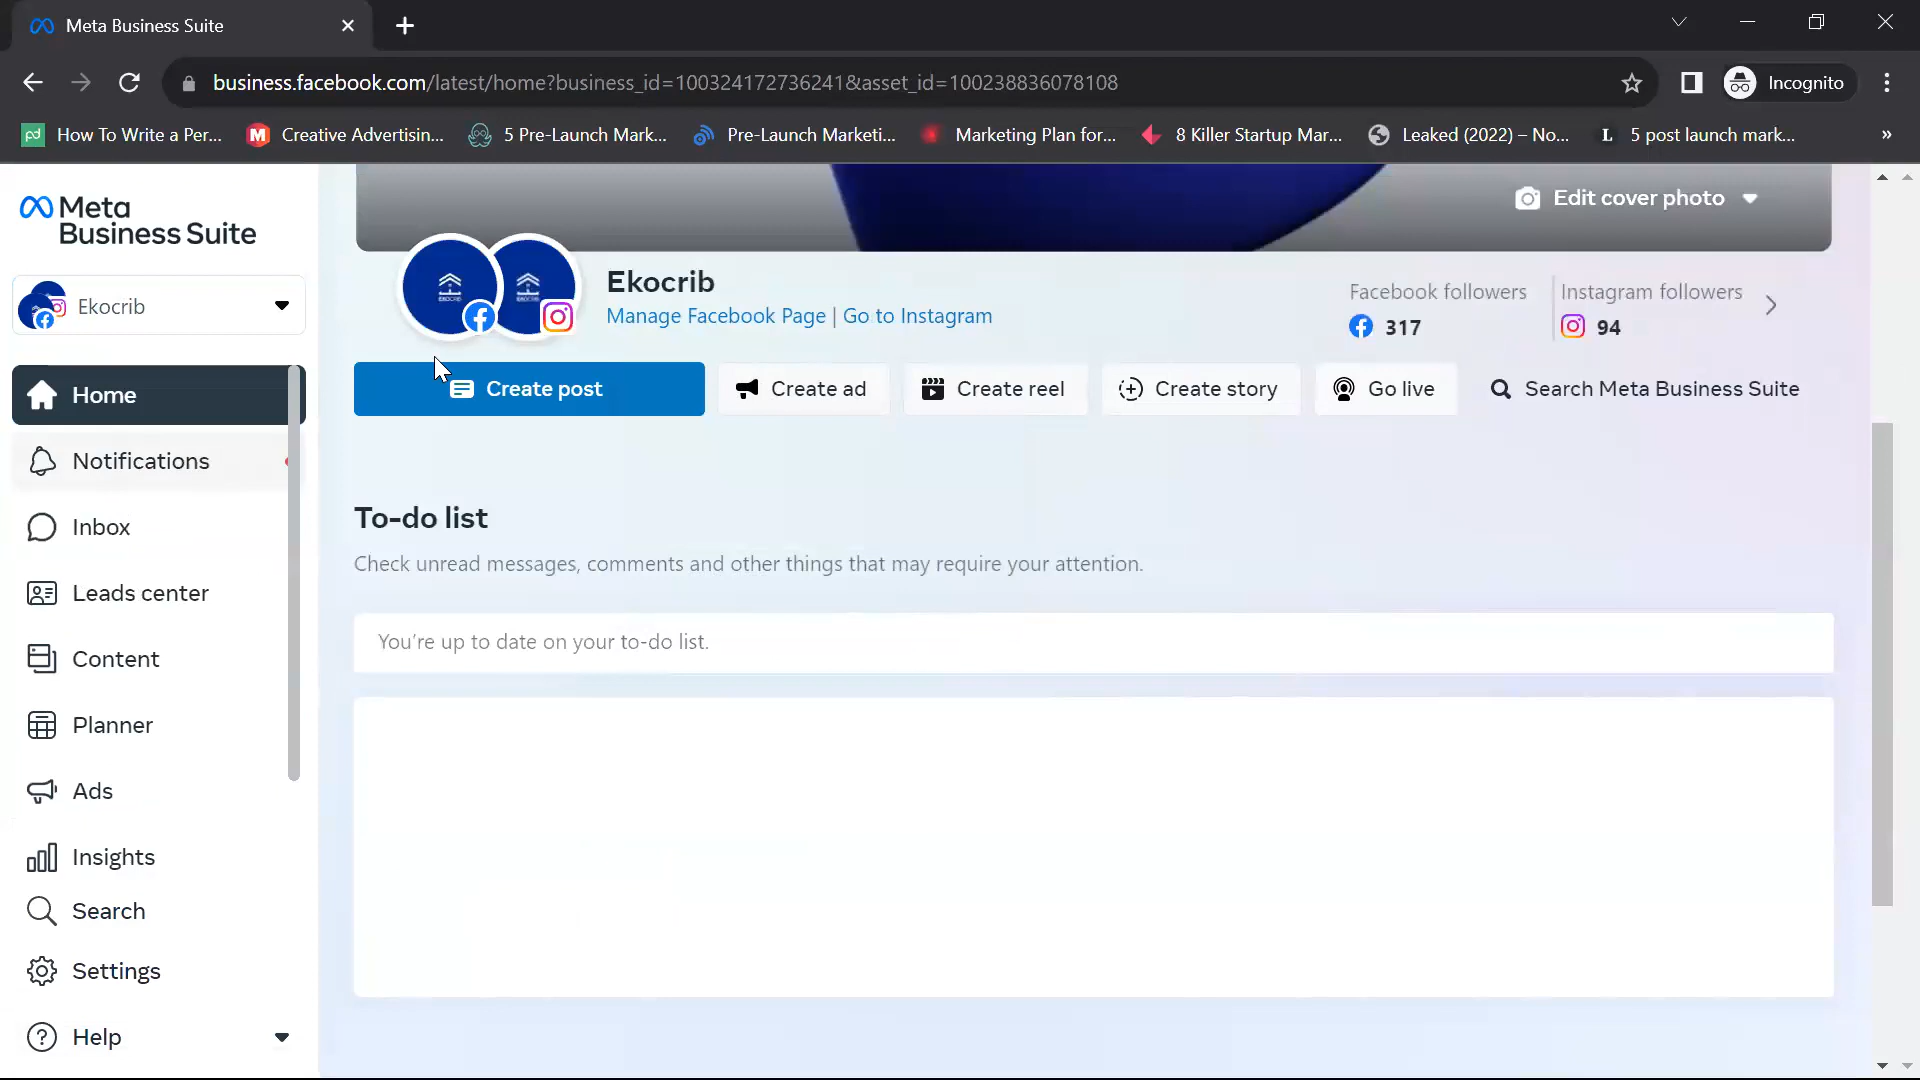 Meta Business Suite
business.facebook.com/latest/home?business_id=100324172736241&asset_id=100238836078108
Incognito
pd How To Write a Per...
M Creative Advertisin...
5 Pre-Launch Mark...
Pre-Launch Marketi...
Marketing Plan for...
8 Killer Startup Mar...
Leaked (2022) – No...
L 5 post launch mark...
»
Meta
Business Suite
Ekocrib
Home
Notifications
Inbox
Leads center
Content
Planner
Ads
Insights
Search
Settings
Help
Edit cover photo
Ekocrib
Manage Facebook Page | Go to Instagram
Facebook followers
317
Instagram followers
94
Create post
Create ad
Create reel
Create story
Go live
Search Meta Business Suite
To-do list
Check unread messages, comments and other things that may require your attention.
You're up to date on your to-do list.